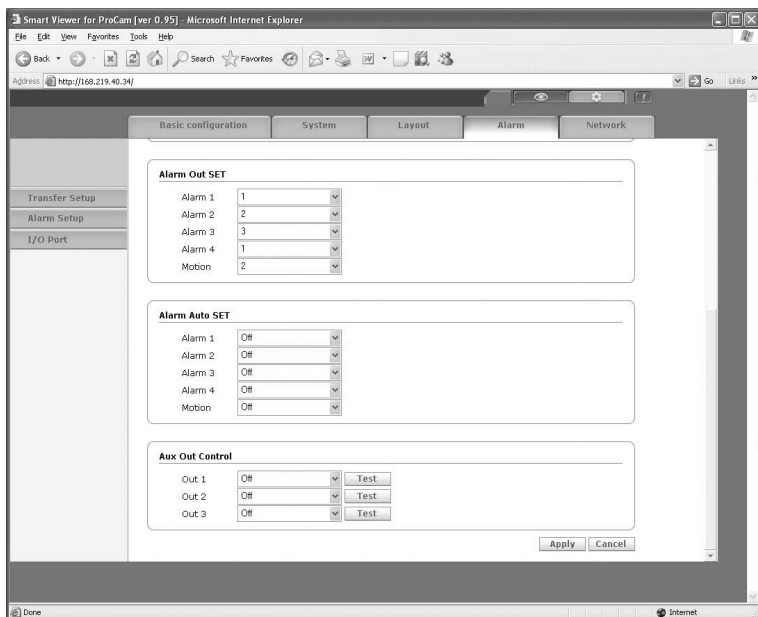 Smart Viewer for ProCam [ver 0.95] - Microsoft Internet Explorer
File Edit View Favorites Tools Help
Back Search Favorites
Address http://168.219.40.34/ Go Links »
Basic configuration System Layout Alarm Network
Transfer Setup
Alarm Setup
I/O Port
Alarm Out SET
Alarm 1 1
Alarm 2 2
Alarm 3 3
Alarm 4 1
Motion 2
Alarm Auto SET
Alarm 1 Off
Alarm 2 Off
Alarm 3 Off
Alarm 4 Off
Motion Off
Aux Out Control
Out 1 Off Test
Out 2 Off Test
Out 3 Off Test
Apply Cancel
Done Internet